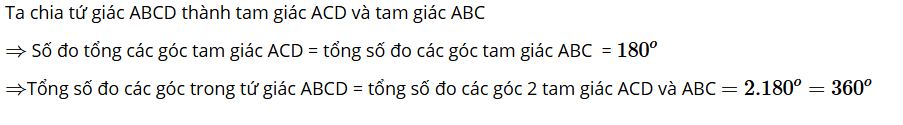 Ta chia tứ giác ABCD thành tam giác ACD và tam giác ABC
⇒ Số đo tổng các góc tam giác ACD = tổng số đo các góc tam giác ABC = 180°
⇒Tổng số đo các góc trong tứ giác ABCD = tổng số đo các góc 2 tam giác ACD và ABC = 2.180° = 360°